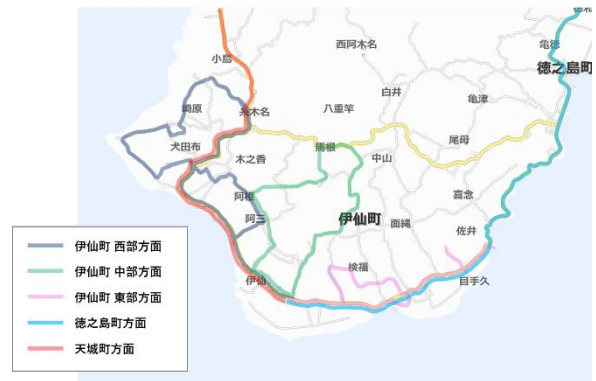 亀徳
西阿木名
小島
徳之島町
白井
崎原
糸木名
八重竿
亀津
犬田布
馬根
尾母
木之香
中山
阿権
喜念
阿三
伊仙町
面縄
佐弁
検福
伊仙
目手久
伊仙町 西部方面
伊仙町 中部方面
伊仙町 東部方面
徳之島町方面
天城町方面